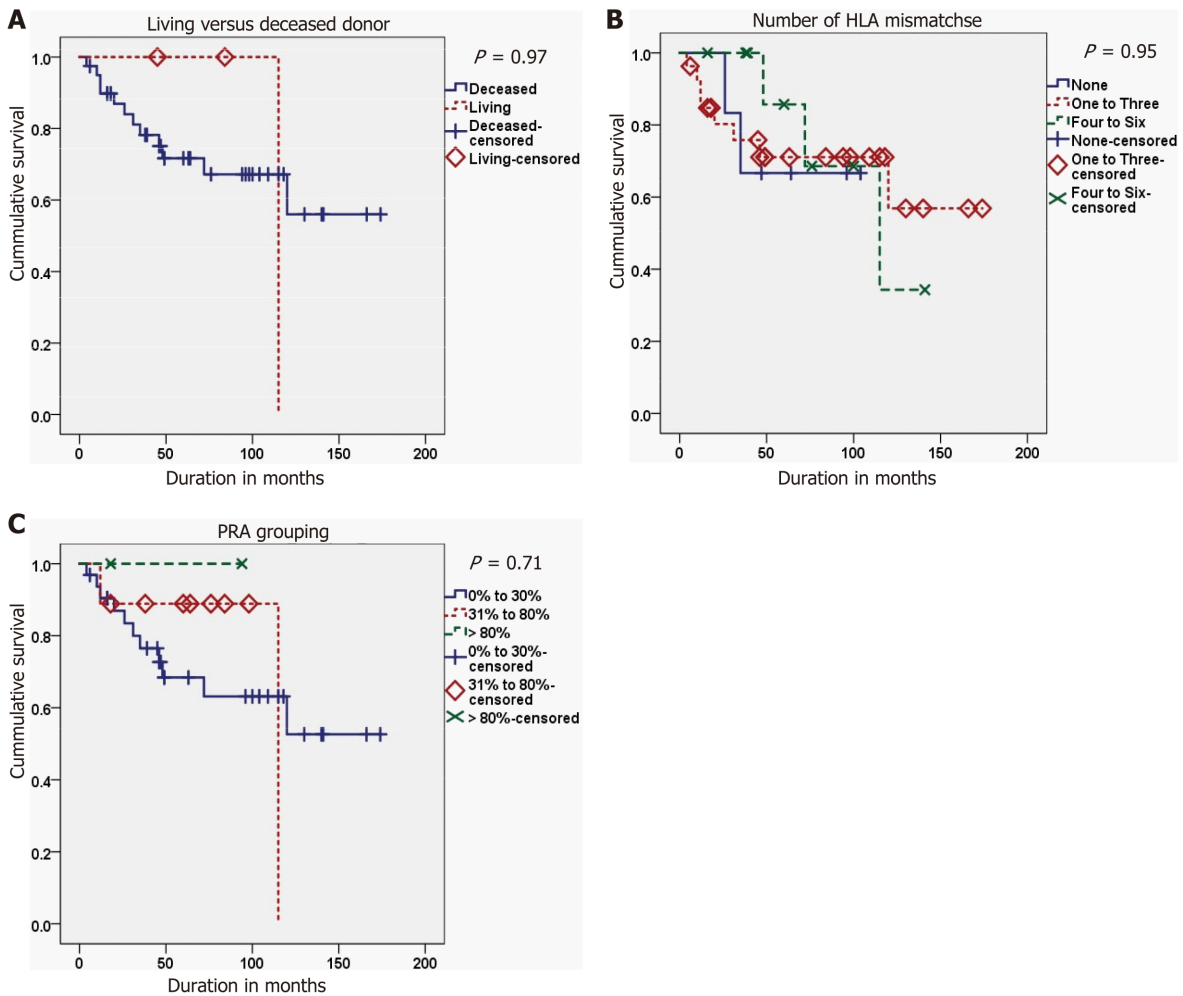 A
Living versus deceased donor
P = 0.97
Deceased
Living
Deceased-
censored
Living-censored
1.0
0.8
0.6
0.4
0.2
0.0
Cummulative survival
0 50 100 150 200
Duration in months
B
Number of HLA mismatchse
P = 0.95
None
One to Three
Four to Six
None-censored
One to Three-
censored
Four to Six-
censored
1.0
0.8
0.6
0.4
0.2
0.0
Cummulative survival
0 50 100 150 200
Duration in months
C
PRA grouping
P = 0.71
0% to 30%
31% to 80%
> 80%
0% to 30%-
censored
31% to 80%-
censored
> 80%-censored
1.0
0.8
0.6
0.4
0.2
0.0
Cummulative survival
0 50 100 150 200
Duration in months